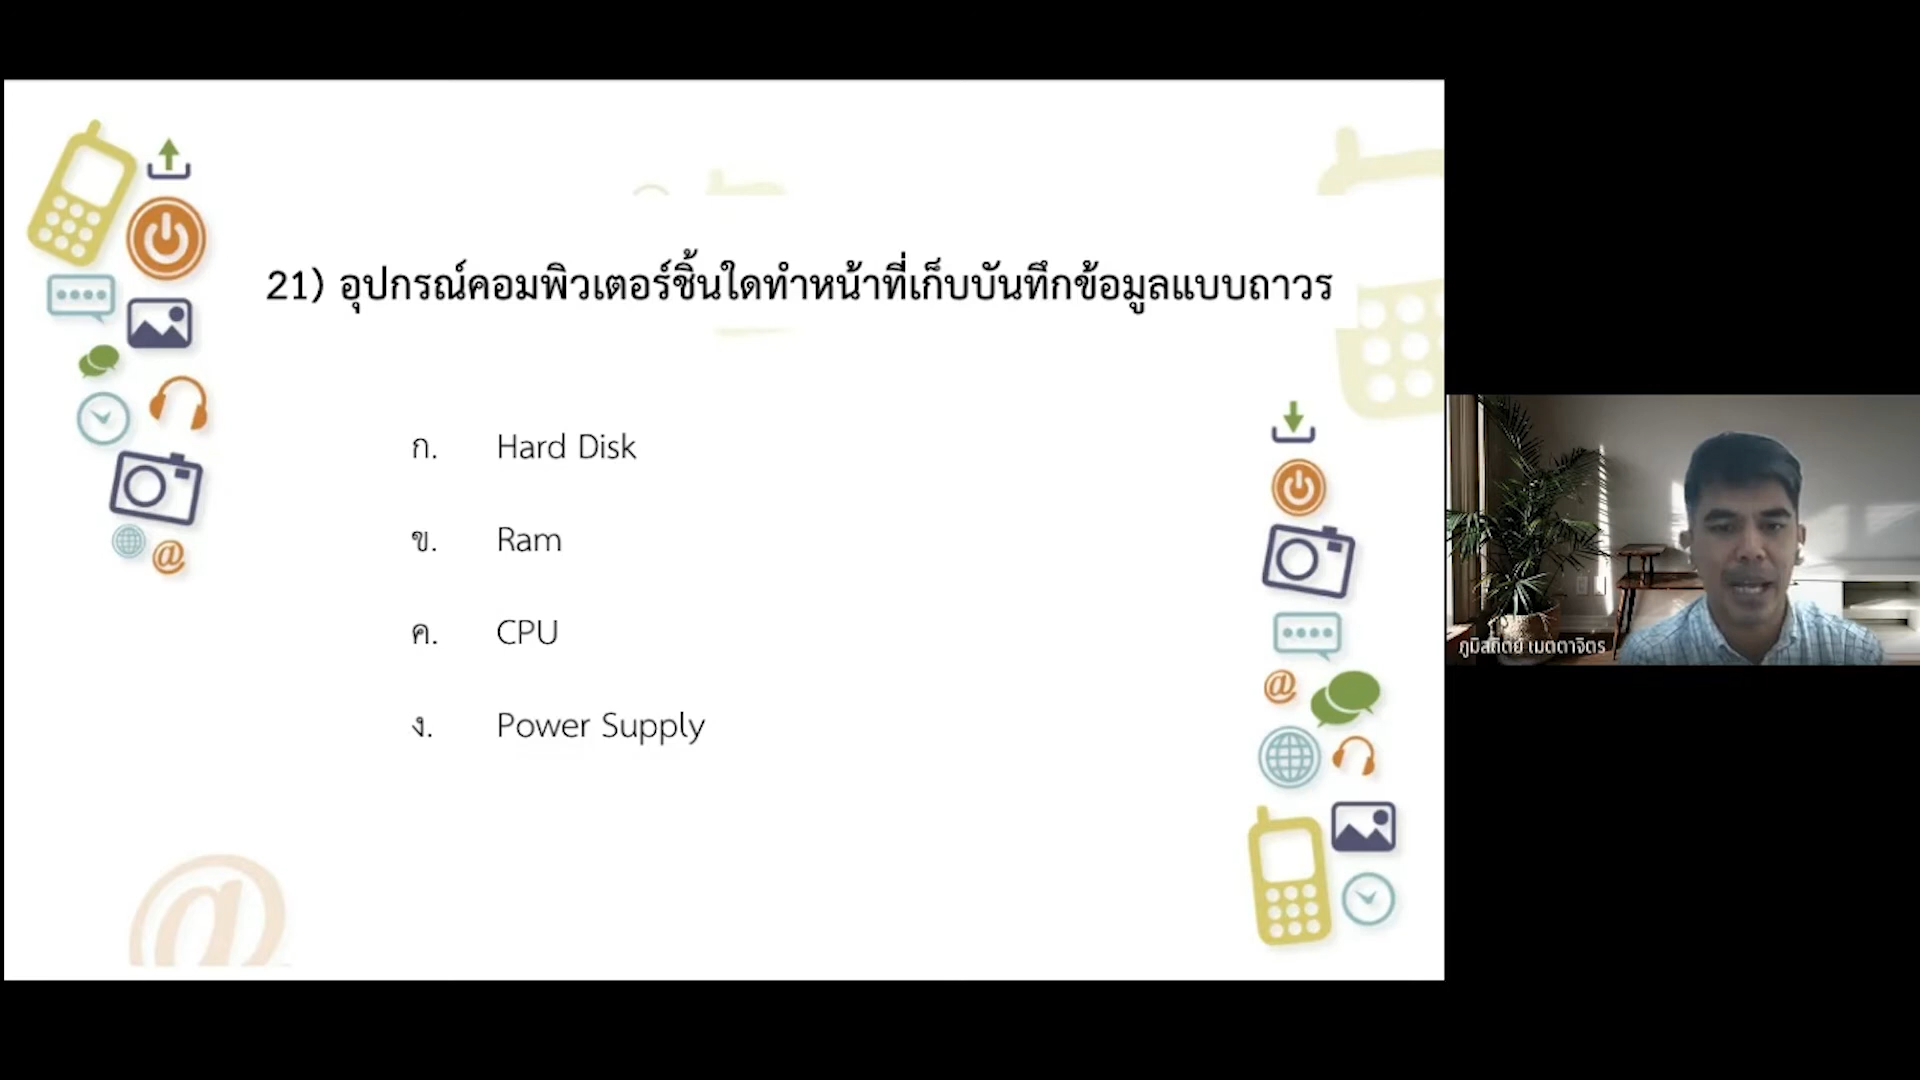 21) อุปกรณ์คอมพิวเตอร์ชิ้นใดทำหน้าที่เก็บบันทึกข้อมูลแบบถาวร
ก. Hard Disk
ข. Ram
ค. CPU
ง. Power Supply
ภูมิสถิตย์ เมตตาจิตร